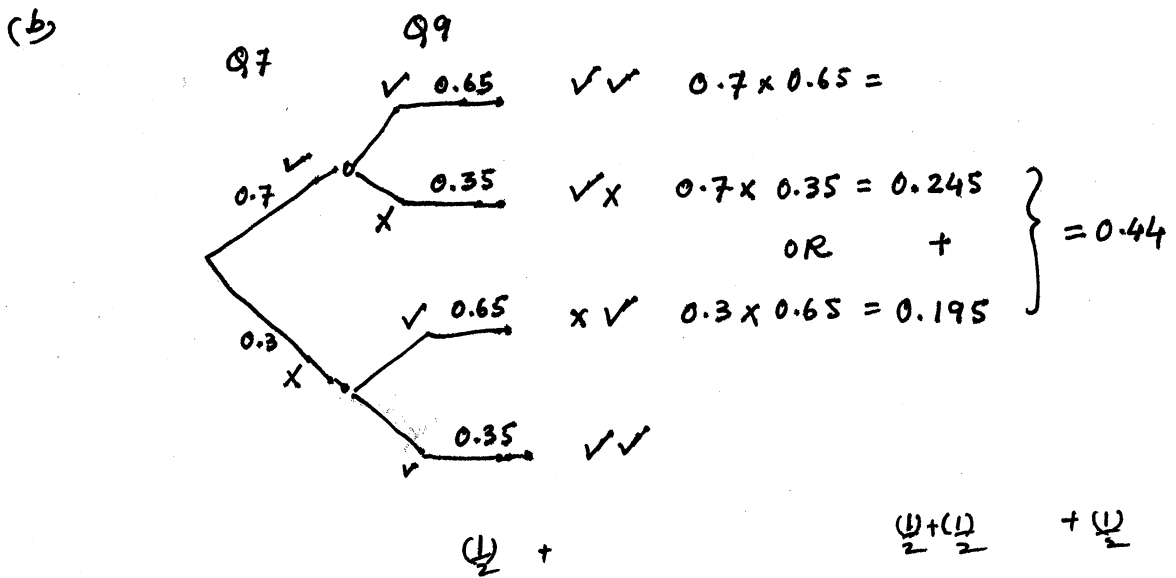 (b)
Q7 Q9
✓ 0.65 ✓✓ 0.7 x 0.65 =
0.7 ✓
x 0.35 ✓x 0.7 x 0.35 = 0.245
OR + } = 0.44
✓ 0.65 x✓ 0.3 x 0.65 = 0.195
0.3 x
✓ 0.35 ✓✓
(1)/2 + (1)/2+(1)/2 + (1)/2